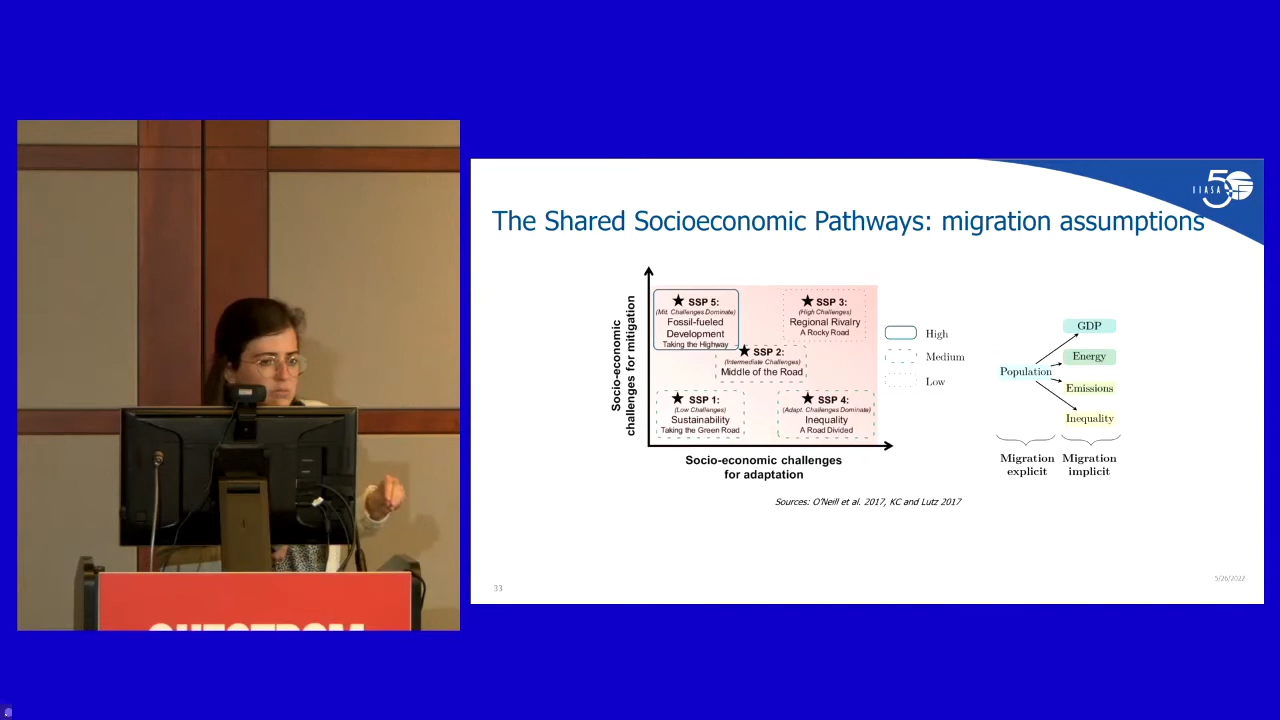 IIASA 50
The Shared Socioeconomic Pathways: migration assumptions
Socio-economic
challenges for mitigation
★ SSP 5:
(Mit. Challenges Dominate)
Fossil-fueled
Development
Taking the Highway
★ SSP 3:
(High Challenges)
Regional Rivalry
A Rocky Road
★ SSP 2:
(Intermediate Challenges)
Middle of the Road
★ SSP 1:
(Low Challenges)
Sustainability
Taking the Green Road
★ SSP 4:
(Adapt. Challenges Dominate)
Inequality
A Road Divided
Socio-economic challenges
for adaptation
High
Medium
Low
Population
GDP
Energy
Emissions
Inequality
Migration
explicit
Migration
implicit
Sources: O'Neill et al. 2017, KC and Lutz 2017
33
5/26/2022
QUESTROM